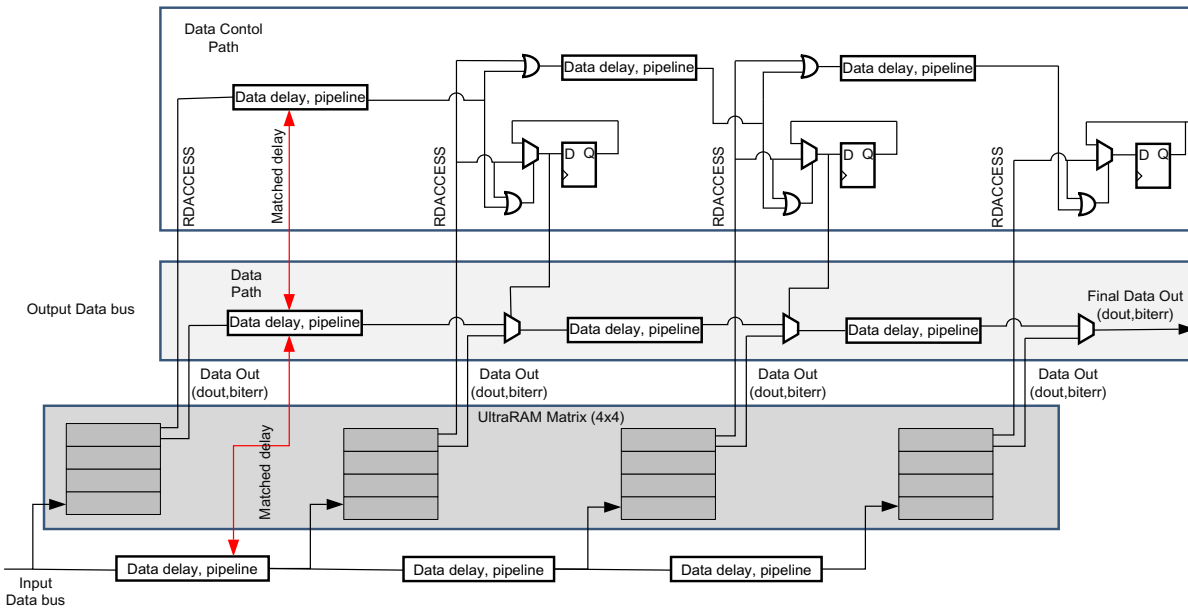 Data Contol
Path
Data delay, pipeline
Data delay, pipeline
Data delay, pipeline
RDACCESS
Matched delay
RDACCESS
D Q
RDACCESS
D Q
RDACCESS
D Q
Output Data bus
Data
Path
Data delay, pipeline
Data delay, pipeline
Data delay, pipeline
Final Data Out
(dout,biterr)
Data Out
(dout,biterr)
Data Out
(dout,biterr)
Data Out
(dout,biterr)
Data Out
(dout,biterr)
UltraRAM Matrix (4x4)
Matched delay
Input
Data bus
Data delay, pipeline
Data delay, pipeline
Data delay, pipeline